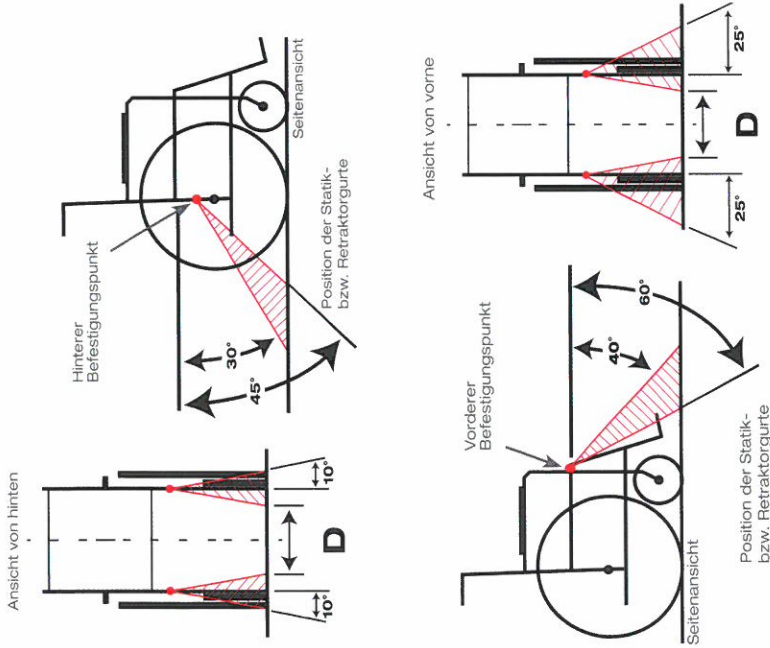 Ansicht von hinten
10°
10°
D
Hinterer
Befestigungspunkt
30°
45°
Seitenansicht
Position der Statik-
bzw. Retraktorgurte
Vorderer
Befestigungspunkt
40°
60°
Seitenansicht
Position der Statik-
bzw. Retraktorgurte
Ansicht von vorne
25°
25°
D